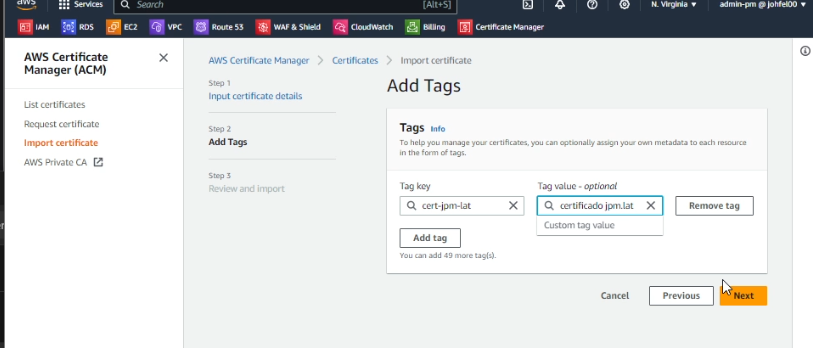 aws
Services
Search
[Alt+S]
N. Virginia
admin-pm @ johfel00
IAM
RDS
EC2
VPC
Route 53
WAF & Shield
CloudWatch
Billing
Certificate Manager
AWS Certificate
Manager (ACM)
List certificates
Request certificate
Import certificate
AWS Private CA
AWS Certificate Manager
Certificates
Import certificate
Step 1
Input certificate details
Step 2
Add Tags
Step 3
Review and import
Add Tags
Tags Info
To help you manage your certificates, you can optionally assign your own metadata to each resource
in the form of tags.
Tag key
Tag value - optional
cert-jpm-lat
certificado jpm.lat
Remove tag
Custom tag value
Add tag
You can add 49 more tag(s).
Cancel
Previous
Next